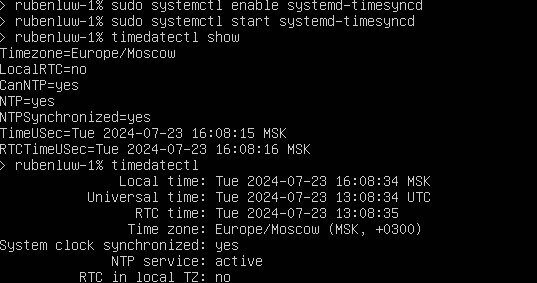 > rubenluw-1% sudo systemctl enable systemd-timesyncd
> rubenluw-1% sudo systemctl start systemd-timesyncd
> rubenluw-1% timedatectl show
Timezone=Europe/Moscow
LocalRTC=no
CanNTP=yes
NTP=yes
NTPSynchronized=yes
TimeUSec=Tue 2024-07-23 16:08:15 MSK
RTCTimeUSec=Tue 2024-07-23 16:08:16 MSK
> rubenluw-1% timedatectl
Local time: Tue 2024-07-23 16:08:34 MSK
Universal time: Tue 2024-07-23 13:08:34 UTC
RTC time: Tue 2024-07-23 13:08:35
Time zone: Europe/Moscow (MSK, +0300)
System clock synchronized: yes
NTP service: active
RTC in local TZ: no